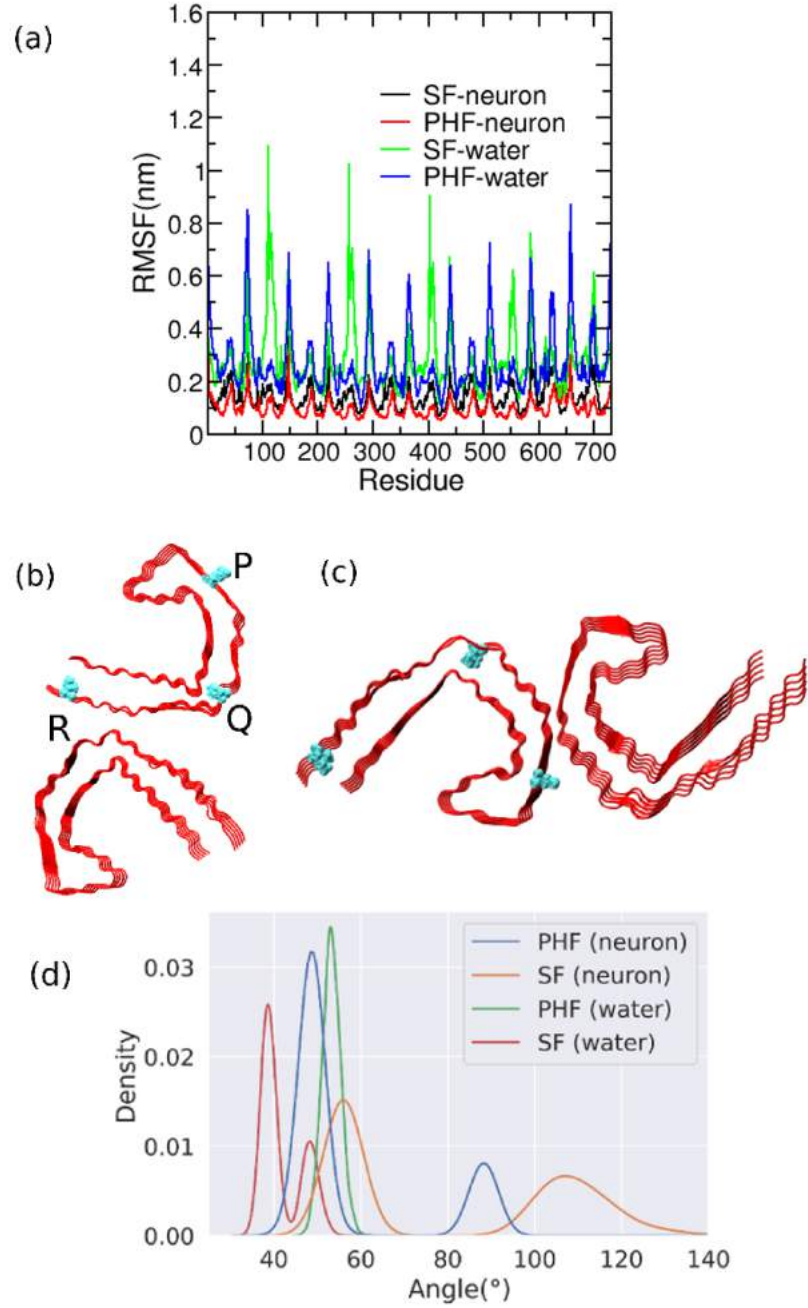 (a)
1.6
1.4
1.2
1
0.8
0.6
0.4
0.2
0
RMSF(nm)
SF-neuron
PHF-neuron
SF-water
PHF-water
100 200 300 400 500 600 700
Residue
(b)
P
Q
R
(c)
(d)
0.03
0.02
0.01
0.00
Density
PHF (neuron)
SF (neuron)
PHF (water)
SF (water)
40 60 80 100 120 140
Angle(°)